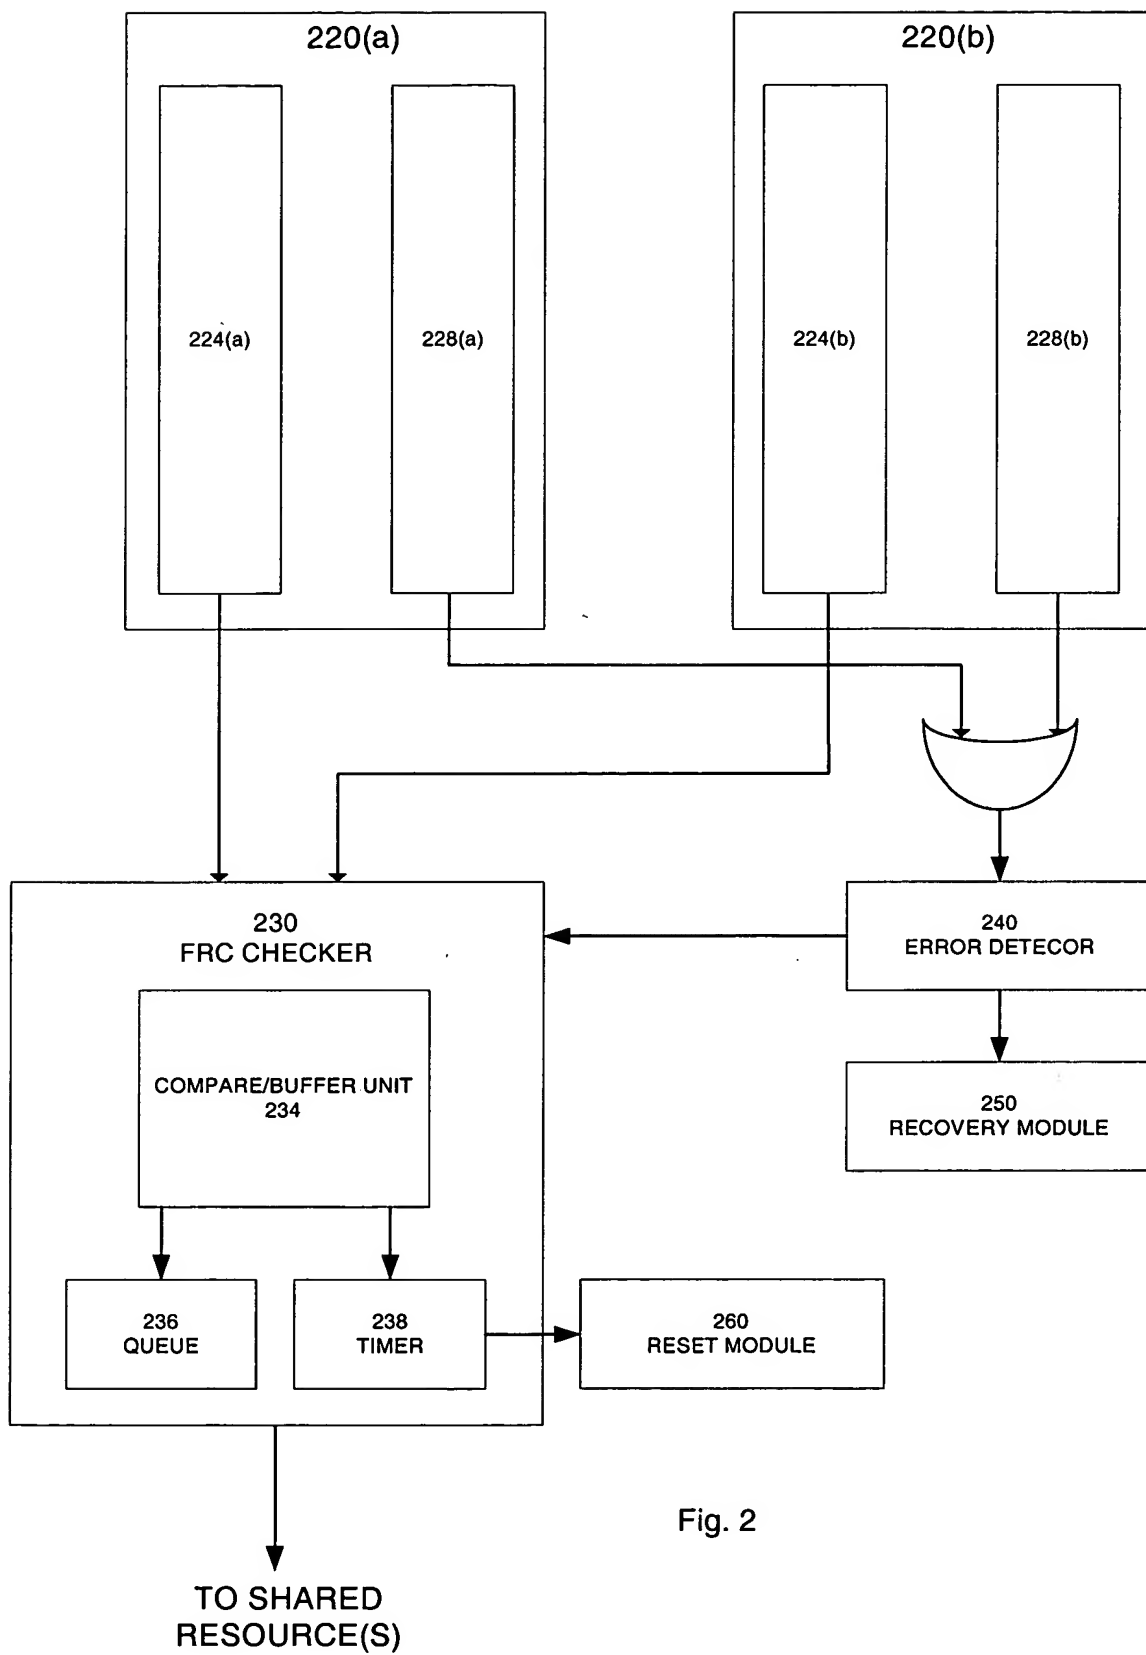 220(a)
220(b)
224(a)
228(a)
224(b)
228(b)
230
FRC CHECKER
240
ERROR DETECOR
COMPARE/BUFFER UNIT
234
250
RECOVERY MODULE
236
QUEUE
238
TIMER
260
RESET MODULE
Fig. 2
TO SHARED
RESOURCE(S)